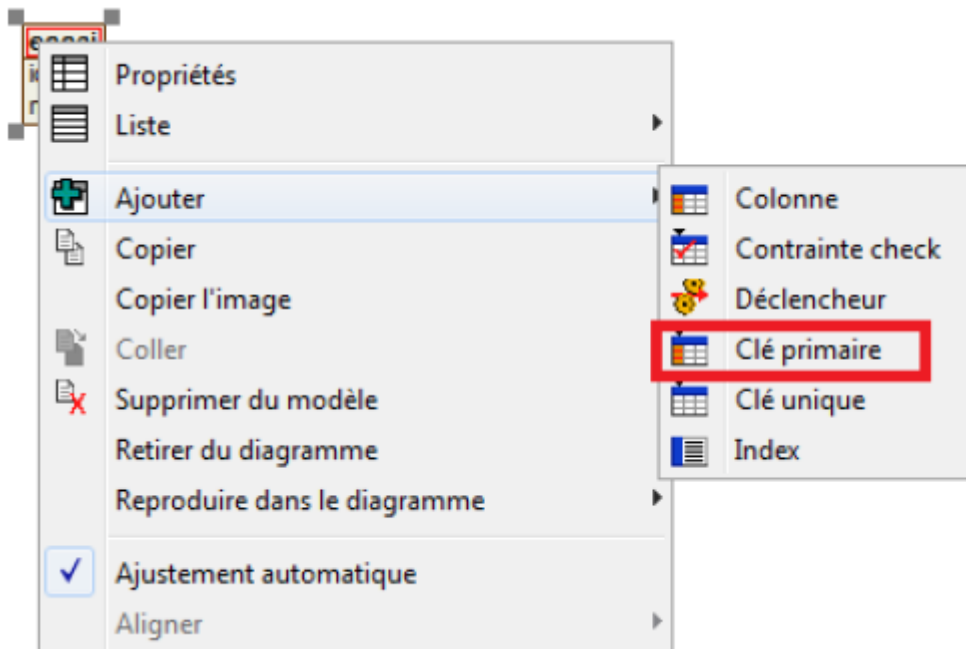 Propriétés
Liste
Ajouter
Copier
Copier l'image
Coller
Supprimer du modèle
Retirer du diagramme
Reproduire dans le diagramme
Ajustement automatique
Aligner
Colonne
Contrainte check
Déclencheur
Clé primaire
Clé unique
Index